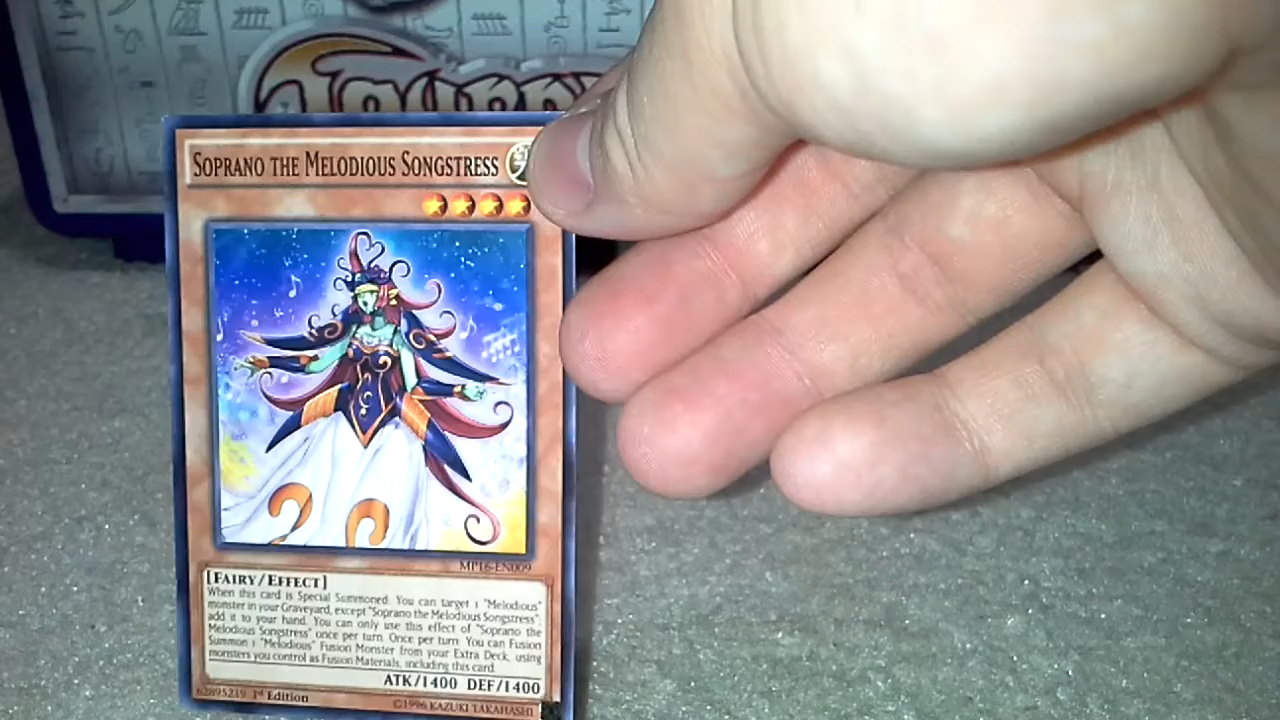 SOPRANO THE MELODIOUS SONGSTRESS
MP16-EN009
[FAIRY/EFFECT]
When this card is Special Summoned: You can target 1 "Melodious"
monster in your Graveyard, except "Soprano the Melodious Songstress";
add it to your hand. You can only use this effect of "Soprano the
Melodious Songstress" once per turn. Once per turn: You can Fusion
Summon 1 "Melodious" Fusion Monster from your Extra Deck, using
monsters you control as Fusion Materials, including this card.
ATK/1400 DEF/1400
62895219 1st Edition
©1996 KAZUKI TAKAHASHI